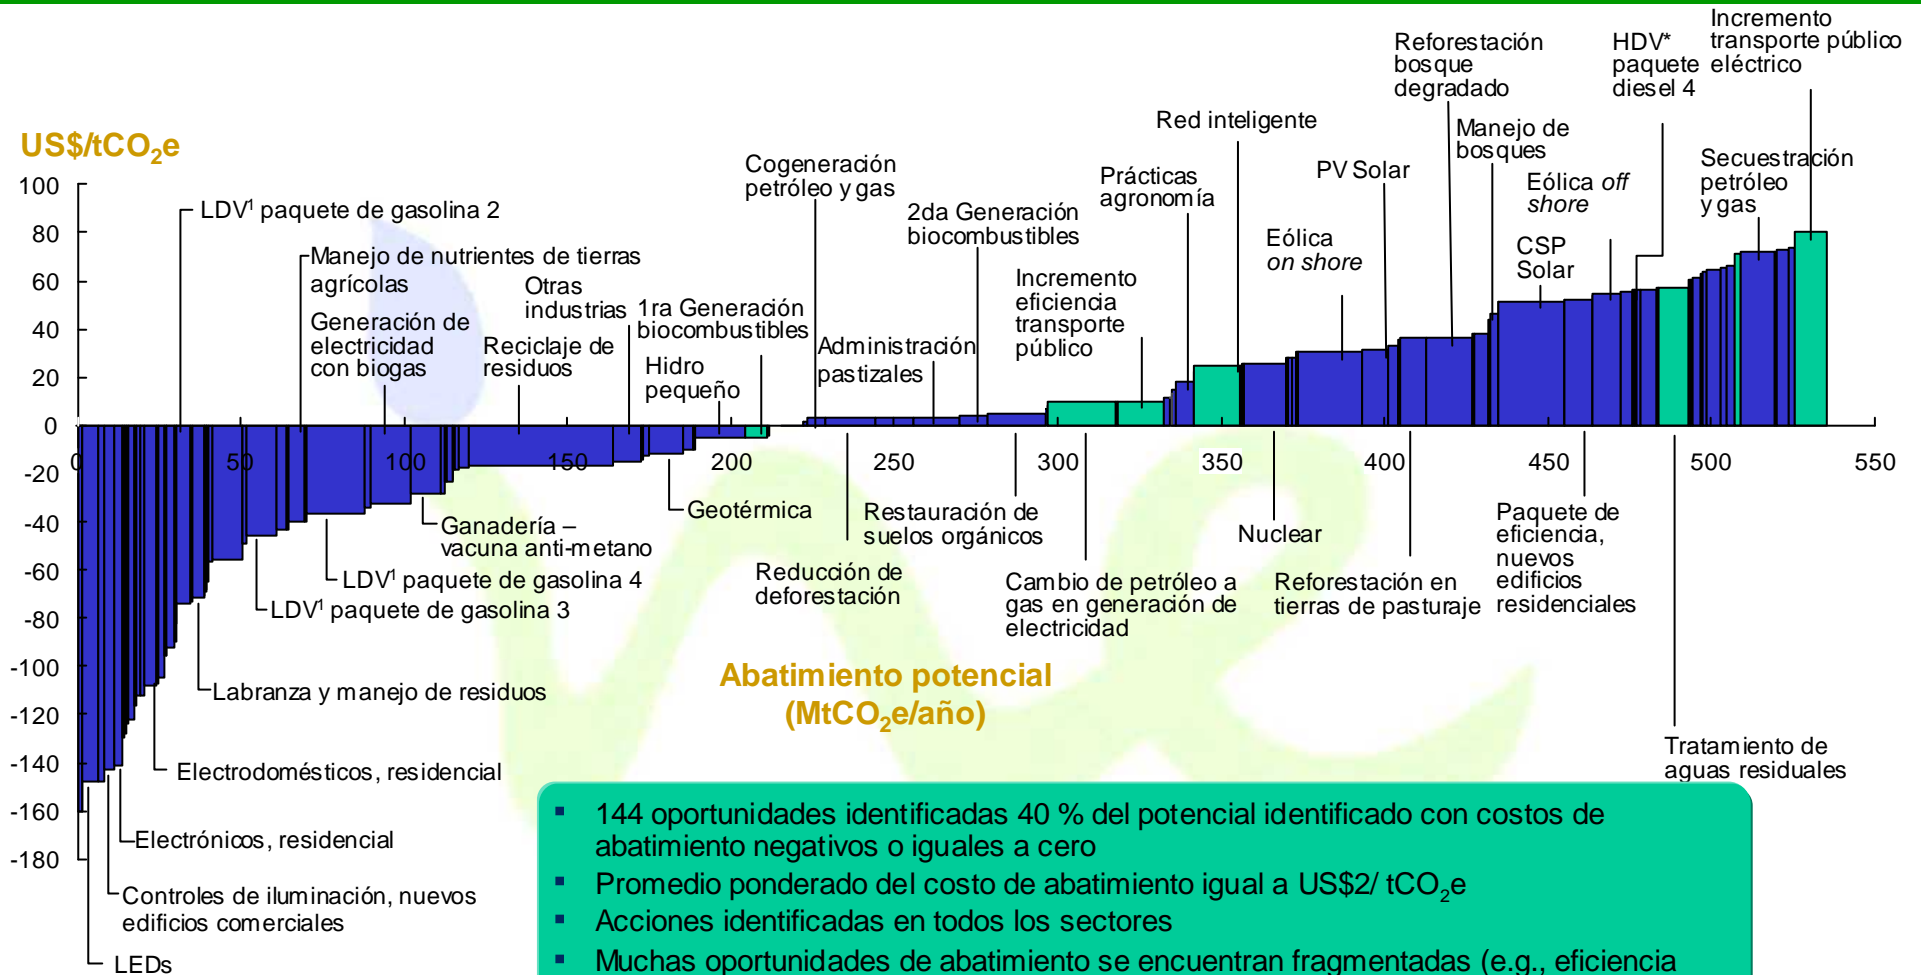 US$/tCO2e
100
80
60
40
20
0
-20
-40
-60
-80
-100
-120
-140
-160
-180
0
50
100
150
200
250
300
350
400
450
500
550
LDV¹ paquete de gasolina 2
Manejo de nutrientes de tierras
agrícolas
Generación de
electricidad
con biogas
Reciclaje de
residuos
Otras
industrias
1ra Generación
biocombustibles
Hidro
pequeño
Cogeneración
petróleo y gas
Administración
pastizales
2da Generación
biocombustibles
Incremento
eficiencia
transporte
público
Prácticas
agronomía
Red inteligente
Eólica
on shore
PV Solar
Reforestación
bosque
degradado
Manejo de
bosques
CSP
Solar
Eólica off
shore
HDV*
paquete
diesel 4
Secuestración
petróleo
y gas
Incremento
transporte público
eléctrico
LEDs
Controles de iluminación, nuevos
edificios comerciales
Electrónicos, residencial
Electrodomésticos, residencial
Labranza y manejo de residuos
LDV¹ paquete de gasolina 3
LDV¹ paquete de gasolina 4
Ganadería –
vacuna anti-metano
Geotérmica
Reducción de
deforestación
Restauración de
suelos orgánicos
Cambio de petróleo a
gas en generación de
electricidad
Nuclear
Reforestación en
tierras de pasturaje
Paquete de
eficiencia,
nuevos
edificios
residenciales
Tratamiento de
aguas residuales
Abatimiento potencial
(MtCO2e/año)
▪ 144 oportunidades identificadas 40 % del potencial identificado con costos de
abatimiento negativos o iguales a cero
▪ Promedio ponderado del costo de abatimiento igual a US$2/ tCO2e
▪ Acciones identificadas en todos los sectores
▪ Muchas oportunidades de abatimiento se encuentran fragmentadas (e.g., eficiencia